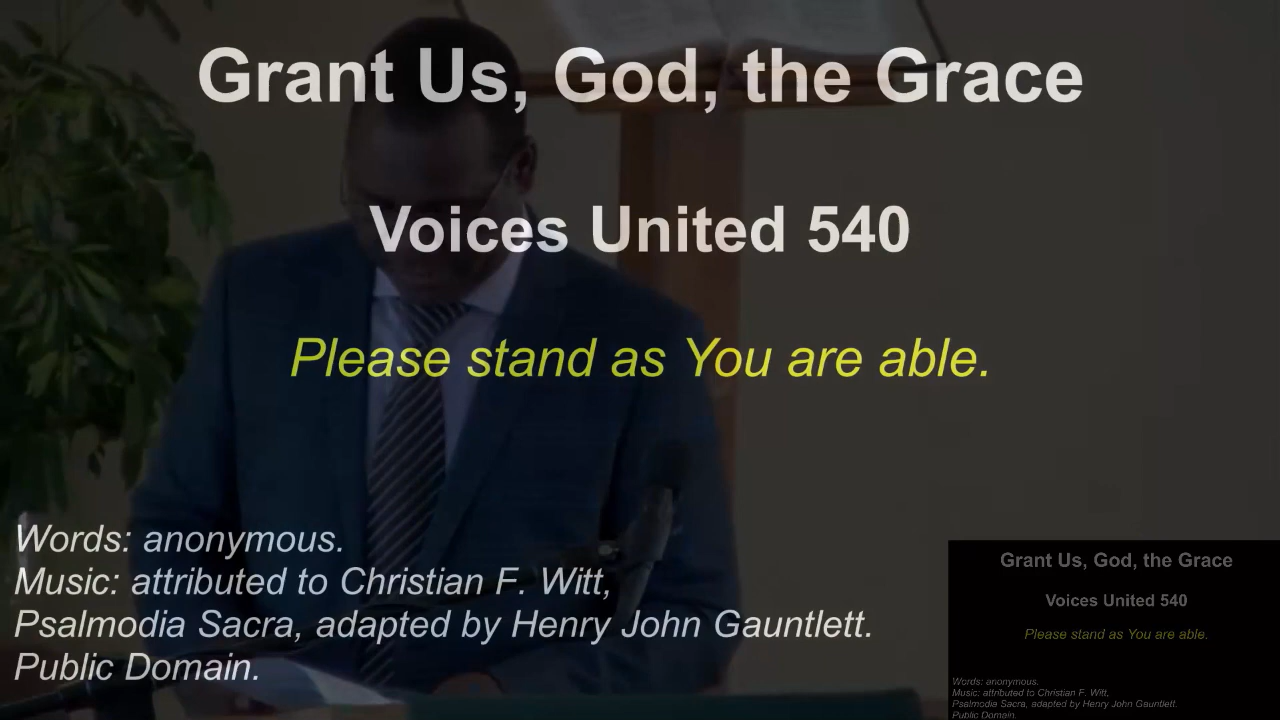 Grant Us, God, the Grace
Voices United 540
Please stand as You are able.
Words: anonymous.
Music: attributed to Christian F. Witt,
Psalmodia Sacra, adapted by Henry John Gauntlett.
Public Domain.
Grant Us, God, the Grace
Voices United 540
Please stand as You are able.
Words: anonymous.
Music: attributed to Christian F. Witt,
Psalmodia Sacra, adapted by Henry John Gauntlett.
Public Domain.